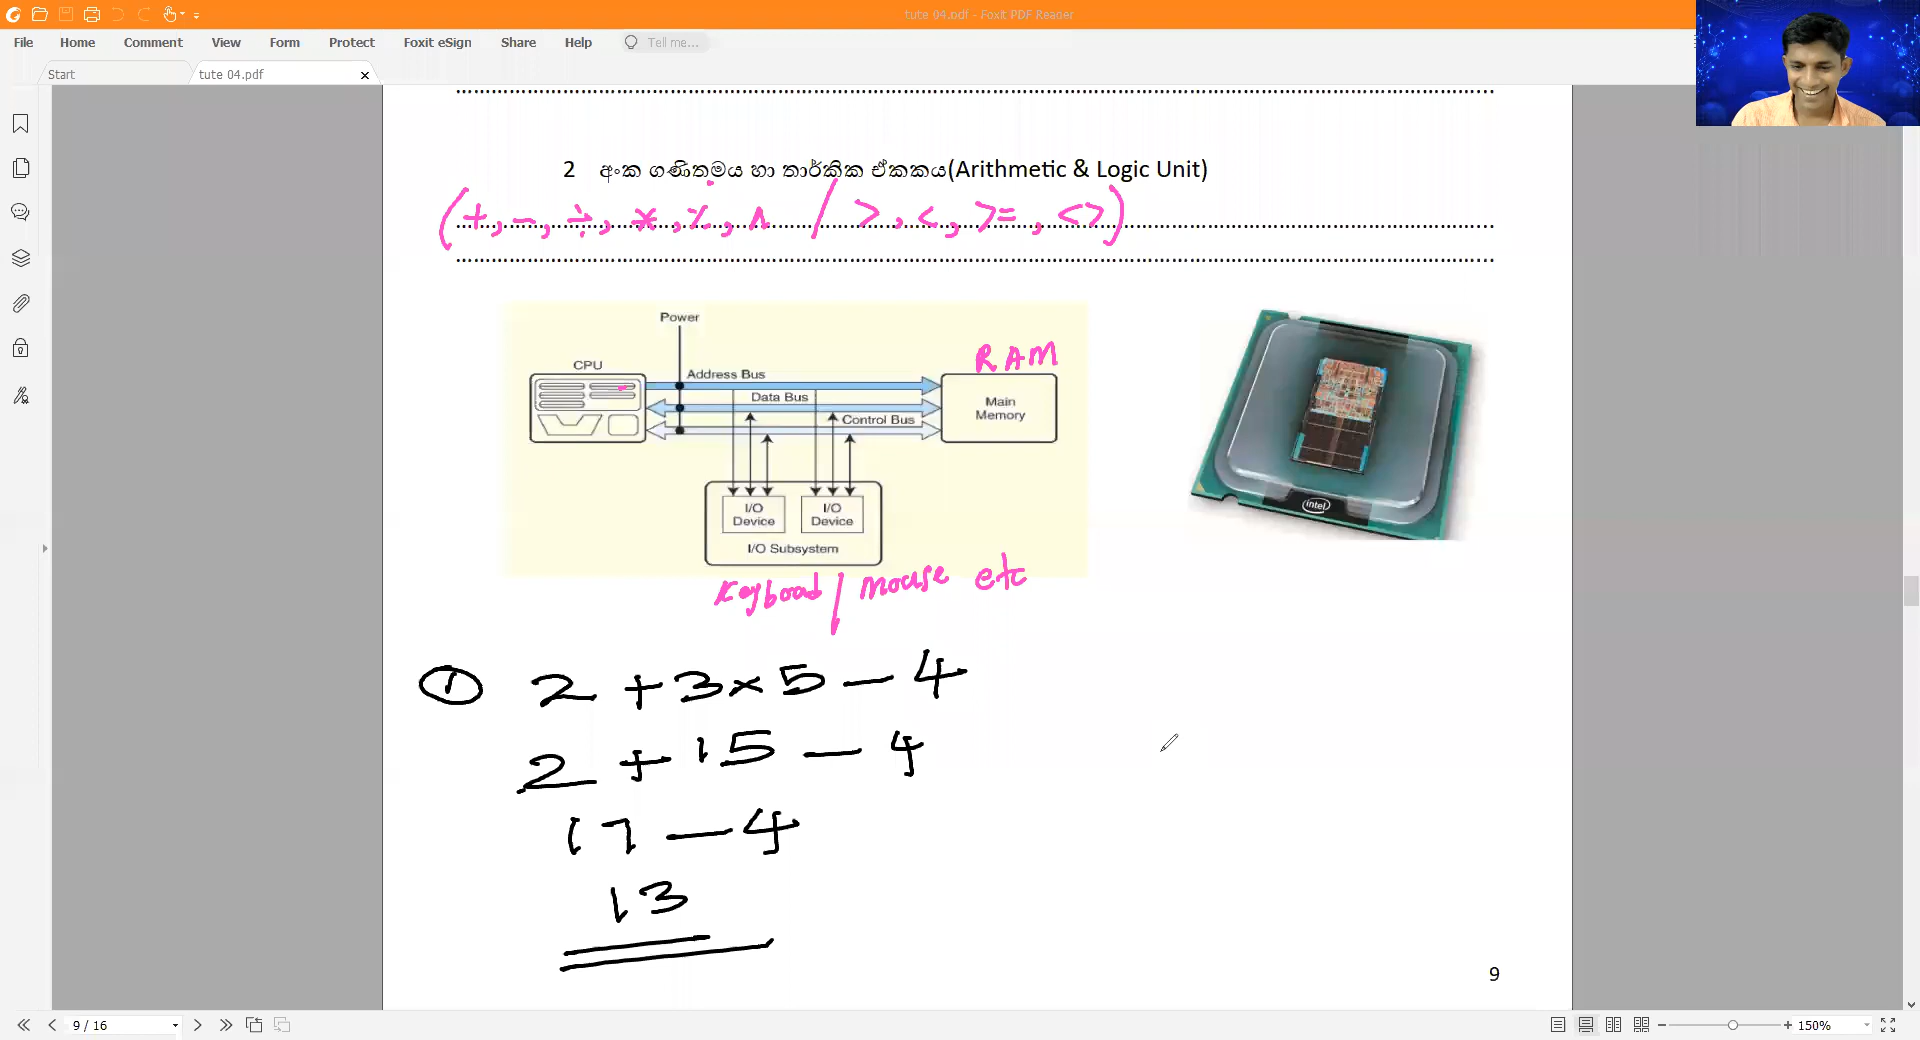 tute 04.pdf - Foxit PDF Reader
File Home Comment View Form Protect Foxit eSign Share Help Tell me...
Start tute 04.pdf
2 අංක ගණිතමය හා තාර්කික ඒකකය(Arithmetic & Logic Unit)
(+, -, ÷, *, %, ^ / >, <, >=, <>)
Power
RAM
CPU
Address Bus
Data Bus
Control Bus
Main
Memory
I/O
Device
I/O
Device
I/O Subsystem
intel
Keyboad / mouse etc
① 2 + 3 × 5 - 4
2 + 15 - 4
17 - 4
13
9
9 / 16
150%